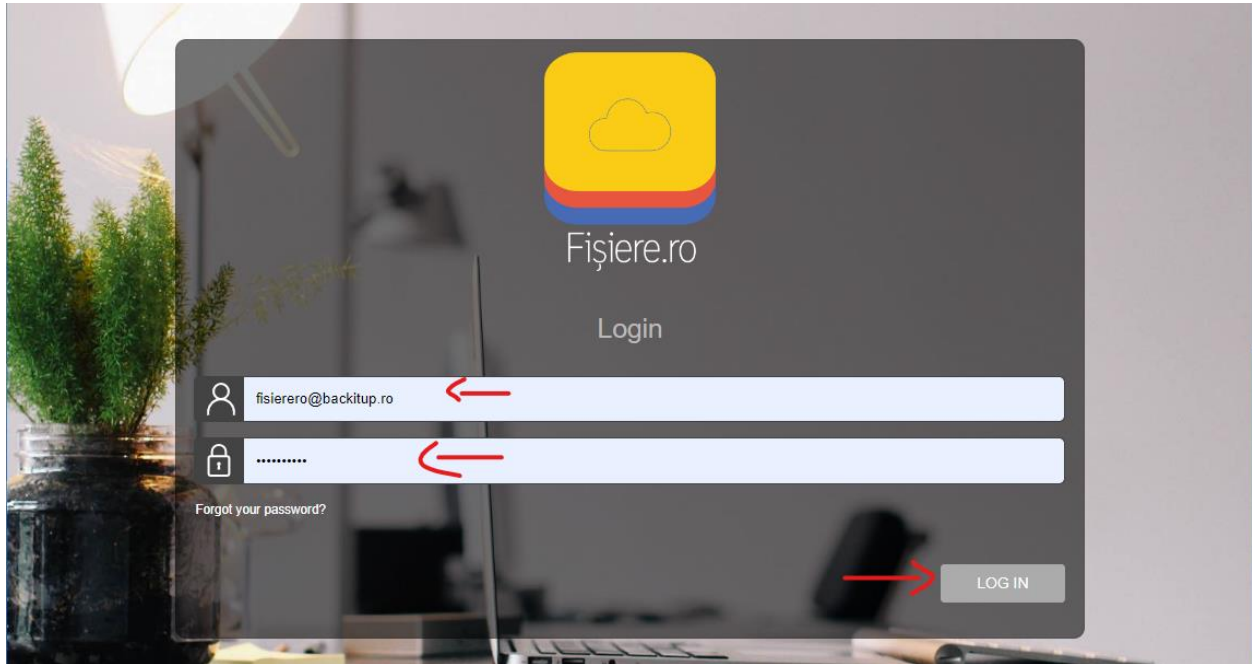 Fișiere.ro
Login
fisierero@backitup.ro
••••••••••
Forgot your password?
LOG IN